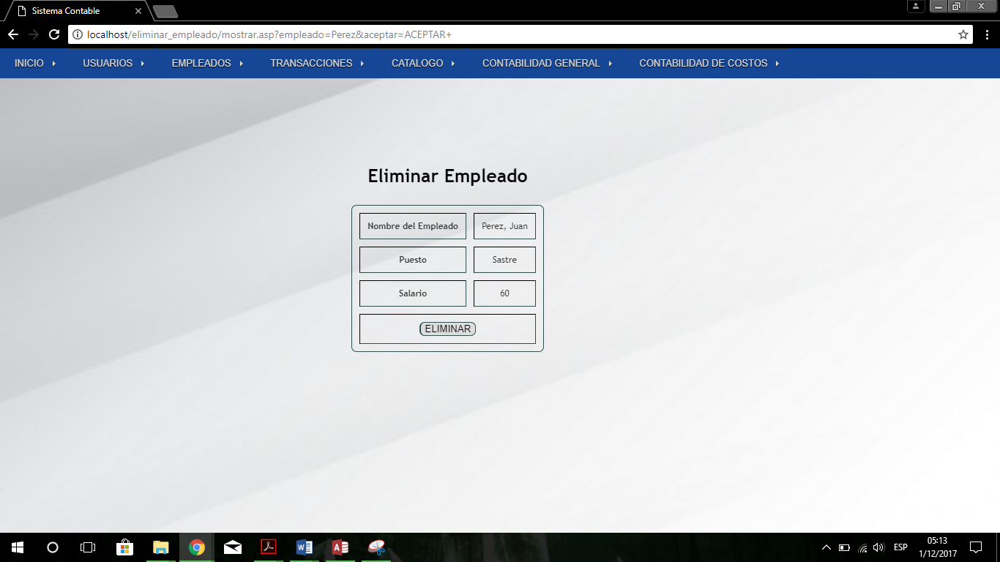 Sistema Contable
localhost/eliminar_empleado/mostrar.asp?empleado=Perez&aceptar=ACEPTAR+
INICIO USUARIOS EMPLEADOS TRANSACCIONES CATALOGO CONTABILIDAD GENERAL CONTABILIDAD DE COSTOS
Eliminar Empleado
Nombre del Empleado Perez, Juan
Puesto Sastre
Salario 60
ELIMINAR
ESP
05:13
1/12/2017